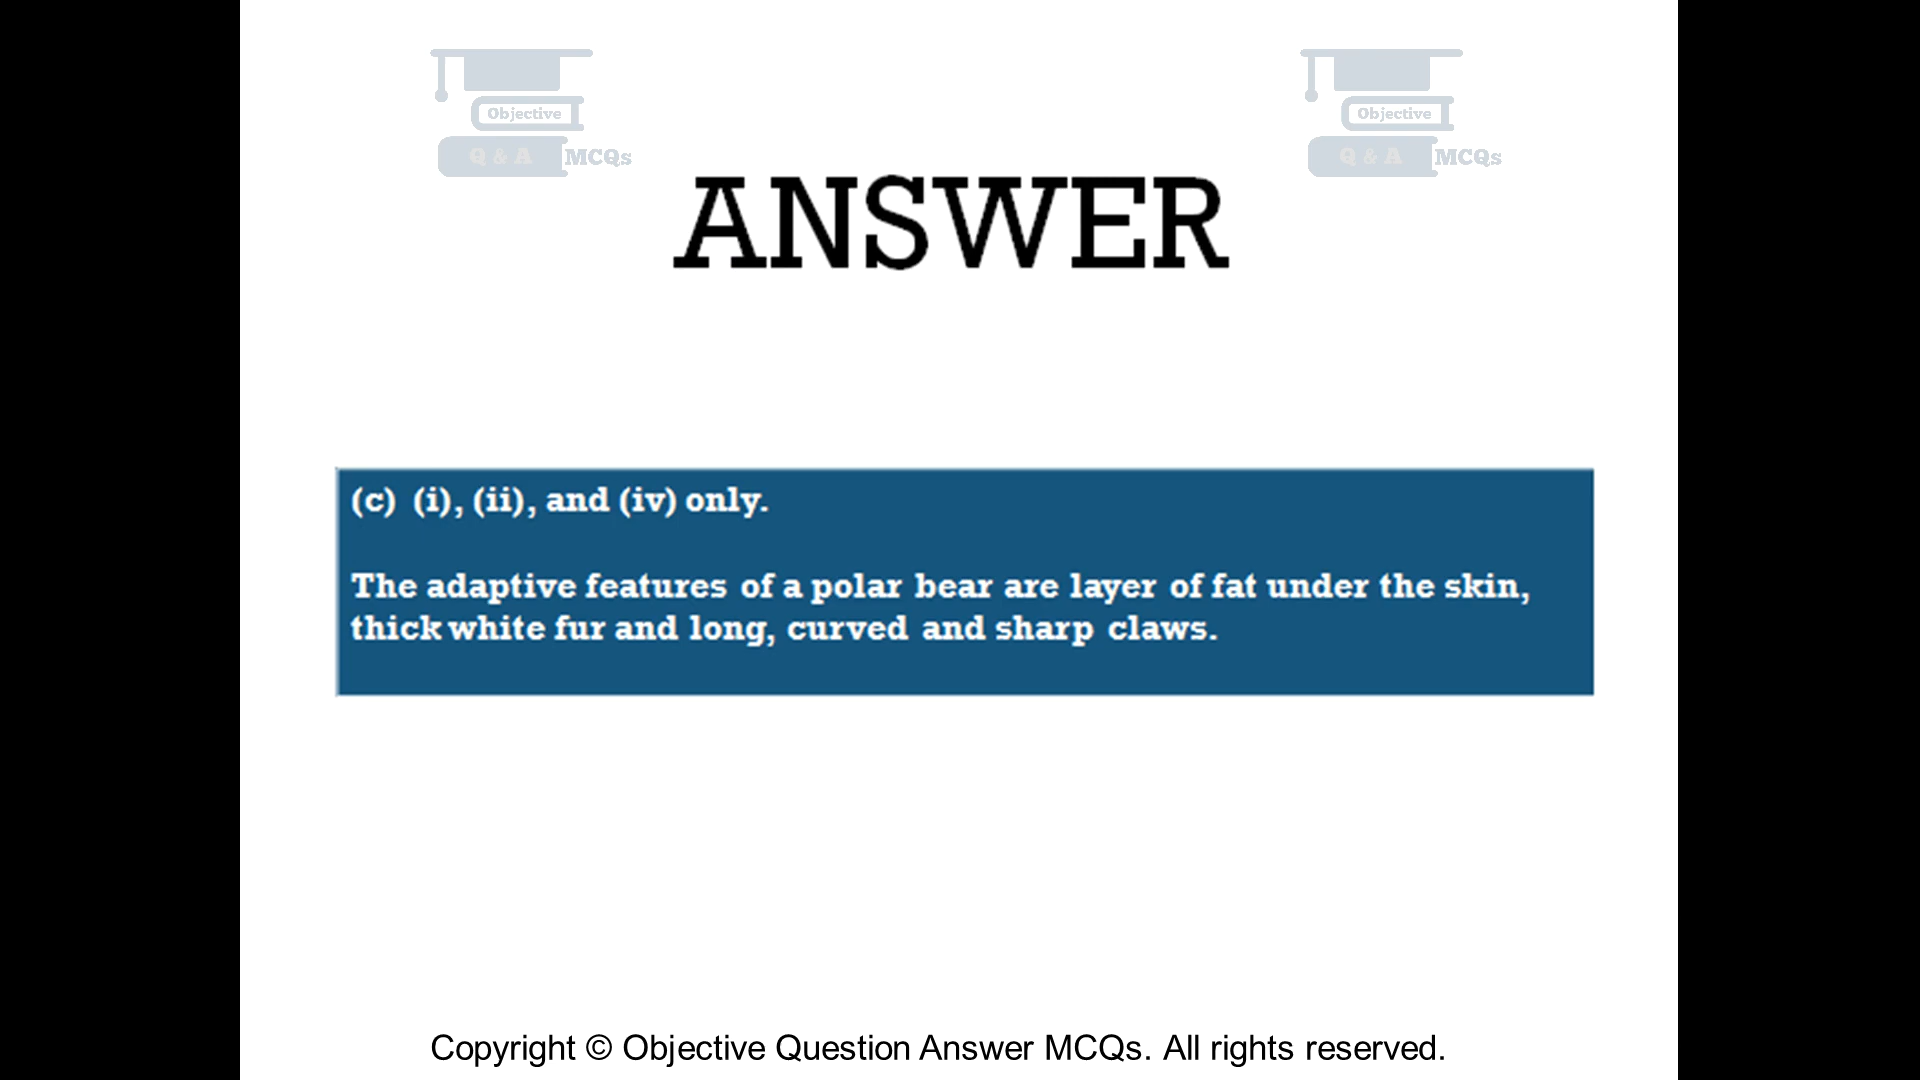 Objective
Q & A MCQs
Objective
Q & A MCQs
ANSWER
(c) (i), (ii), and (iv) only.
The adaptive features of a polar bear are layer of fat under the skin,
thick white fur and long, curved and sharp claws.
Copyright © Objective Question Answer MCQs. All rights reserved.